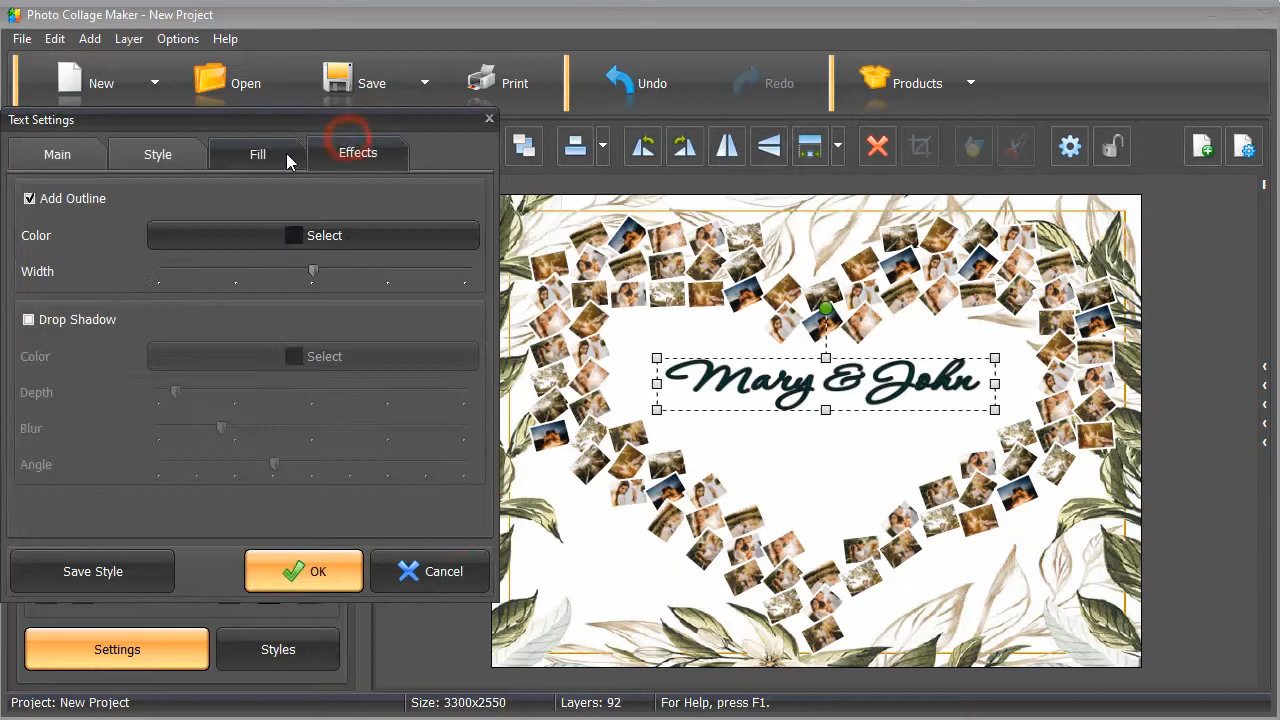 Photo Collage Maker - New Project
File Edit Add Layer Options Help
New Open Save Print Undo Redo Products
Text Settings
Main Style Fill Effects
Add Outline
Color Select
Width
Drop Shadow
Color Select
Depth
Blur
Angle
Save Style OK Cancel
Settings Styles
Mary & John
Project: New Project Size: 3300x2550 Layers: 92 For Help, press F1.